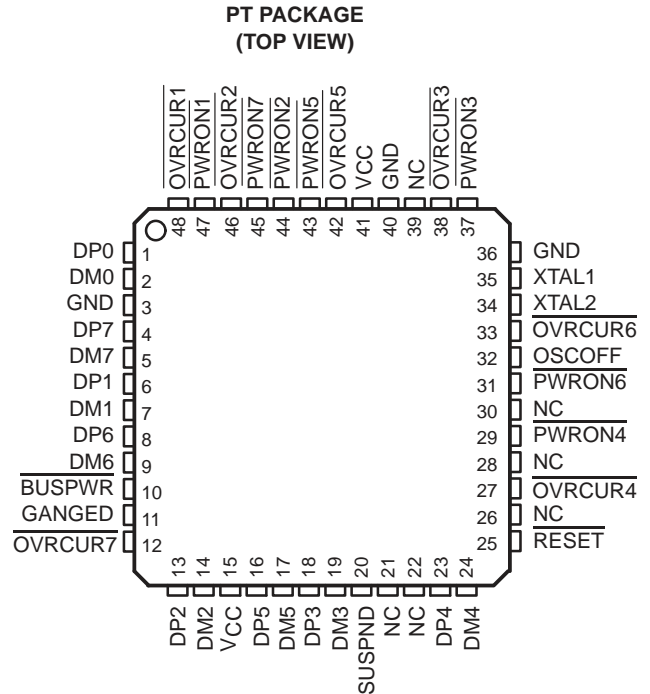 PT PACKAGE
(TOP VIEW)
OVRCUR1
PWRON1
OVRCUR2
PWRON7
PWRON2
PWRON5
OVRCUR5
VCC
GND
NC
OVRCUR3
PWRON3
48 47 46 45 44 43 42 41 40 39 38 37
DP0 1
DM0 2
GND 3
DP7 4
DM7 5
DP1 6
DM1 7
DP6 8
DM6 9
BUSPWR 10
GANGED 11
OVRCUR7 12
36 GND
35 XTAL1
34 XTAL2
33 OVRCUR6
32 OSCOFF
31 PWRON6
30 NC
29 PWRON4
28 NC
27 OVRCUR4
26 NC
25 RESET
13 14 15 16 17 18 19 20 21 22 23 24
DP2
DM2
VCC
DP5
DM5
DP3
DM3
SUSPND
NC
NC
DP4
DM4